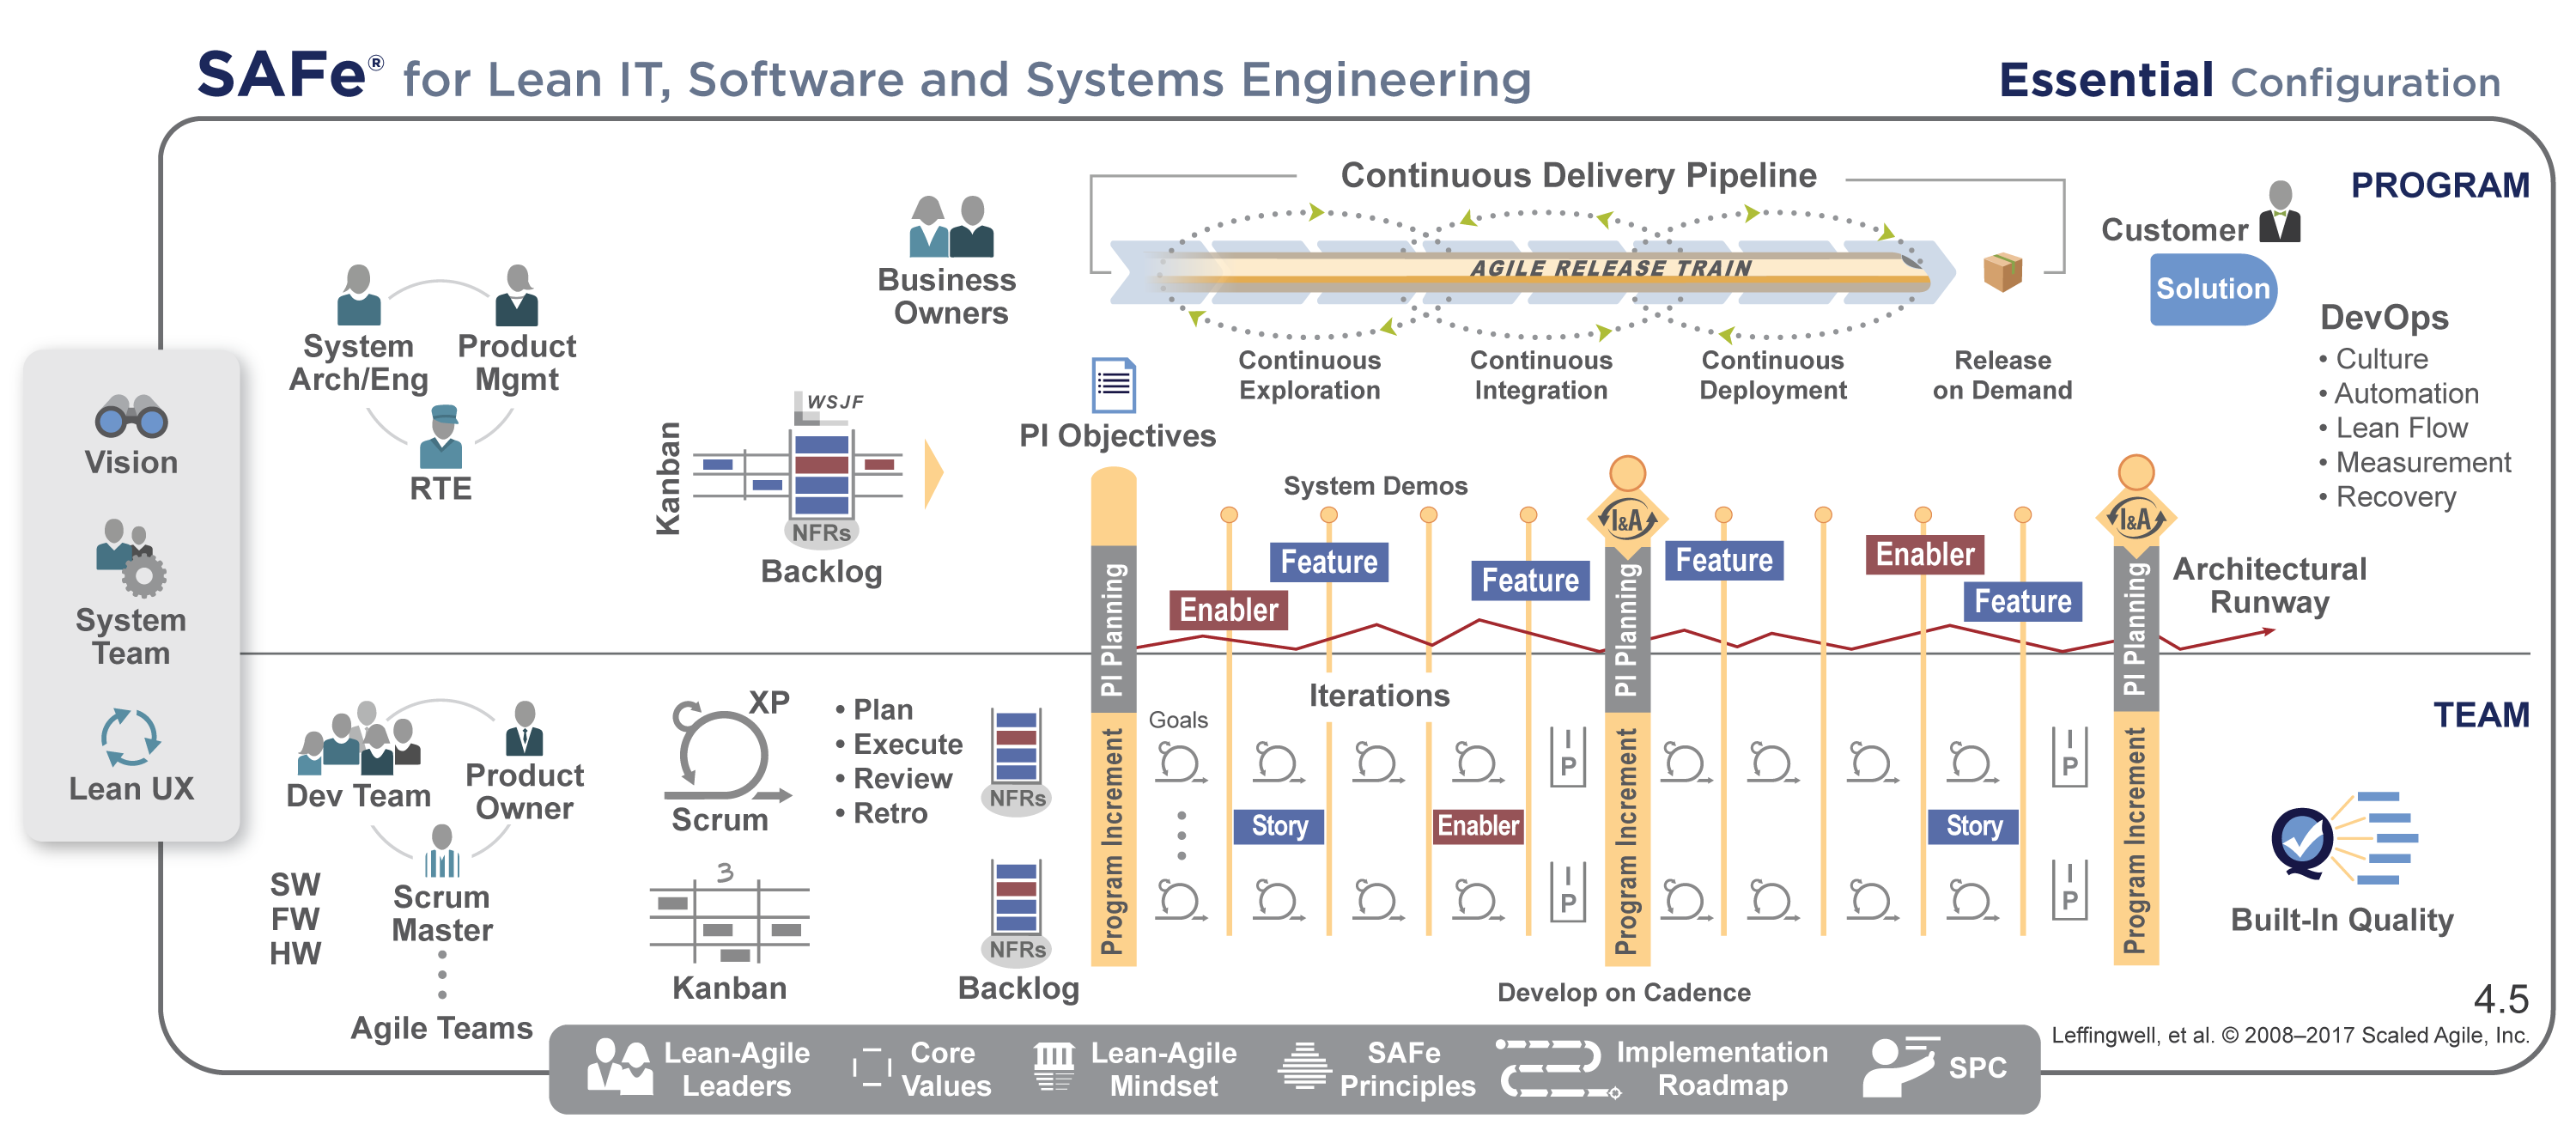 SAFe® for Lean IT, Software and Systems Engineering
Essential Configuration
PROGRAM
Continuous Delivery Pipeline
AGILE RELEASE TRAIN
Continuous
Exploration
Continuous
Integration
Continuous
Deployment
Release
on Demand
Customer
Solution
DevOps
• Culture
• Automation
• Lean Flow
• Measurement
• Recovery
Business
Owners
System
Arch/Eng
Product
Mgmt
RTE
Vision
System
Team
Lean UX
Kanban
WSJF
NFRs
Backlog
PI Objectives
System Demos
Enabler
Feature
Feature
I&A
Feature
Enabler
Feature
I&A
PI Planning
PI Planning
PI Planning
Architectural
Runway
TEAM
Dev Team
Product
Owner
Scrum
Master
SW
FW
HW
Agile Teams
XP
Scrum
• Plan
• Execute
• Review
• Retro
3
Kanban
NFRs
NFRs
Backlog
Program Increment
Goals
Iterations
I
P
Story
Enabler
I
P
Program Increment
I
P
Story
I
P
Program Increment
Develop on Cadence
Built-In Quality
4.5
Leffingwell, et al. © 2008–2017 Scaled Agile, Inc.
Lean-Agile
Leaders
Core
Values
Lean-Agile
Mindset
SAFe
Principles
Implementation
Roadmap
SPC